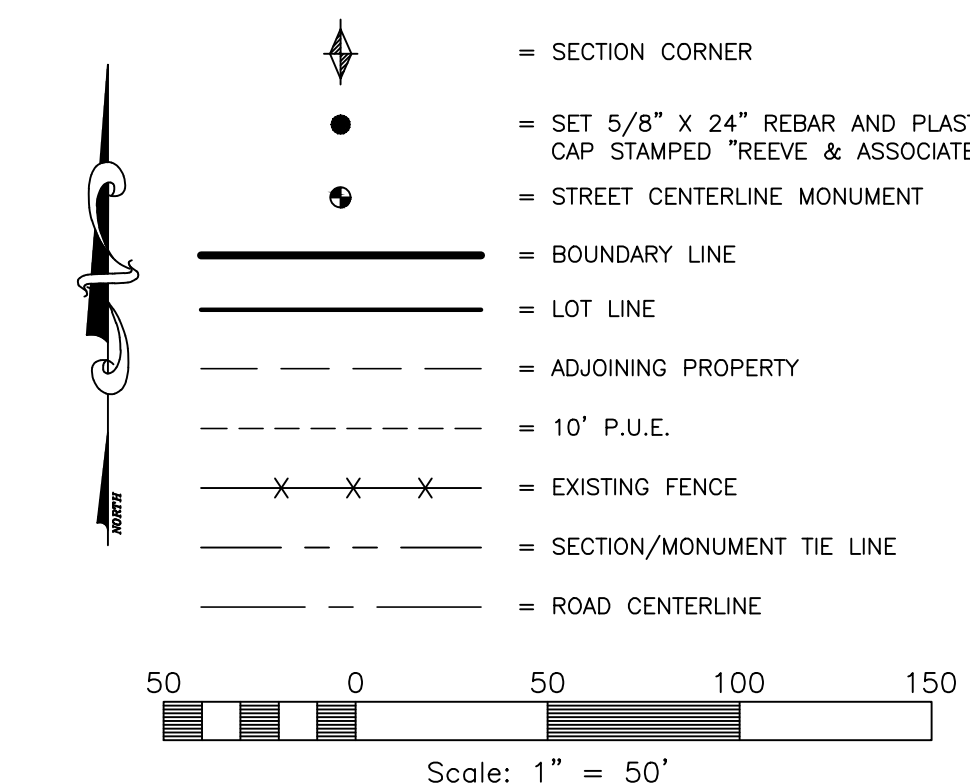 = SECTION CORNER
= SET 5/8" X 24" REBAR AND
CAP STAMPED "REEVE &
= STREET CENTERLINE MONUMENT
= BOUNDARY LINE
= LOT LINE
= ADJOINING PROPERTY
= 10' P.U.E.
= EXISTING FENCE
= SECTION/MONUMENT TIE LINE
= ROAD CENTERLINE
NORTH
50 0 50 100 150
Scale: 1" = 50'